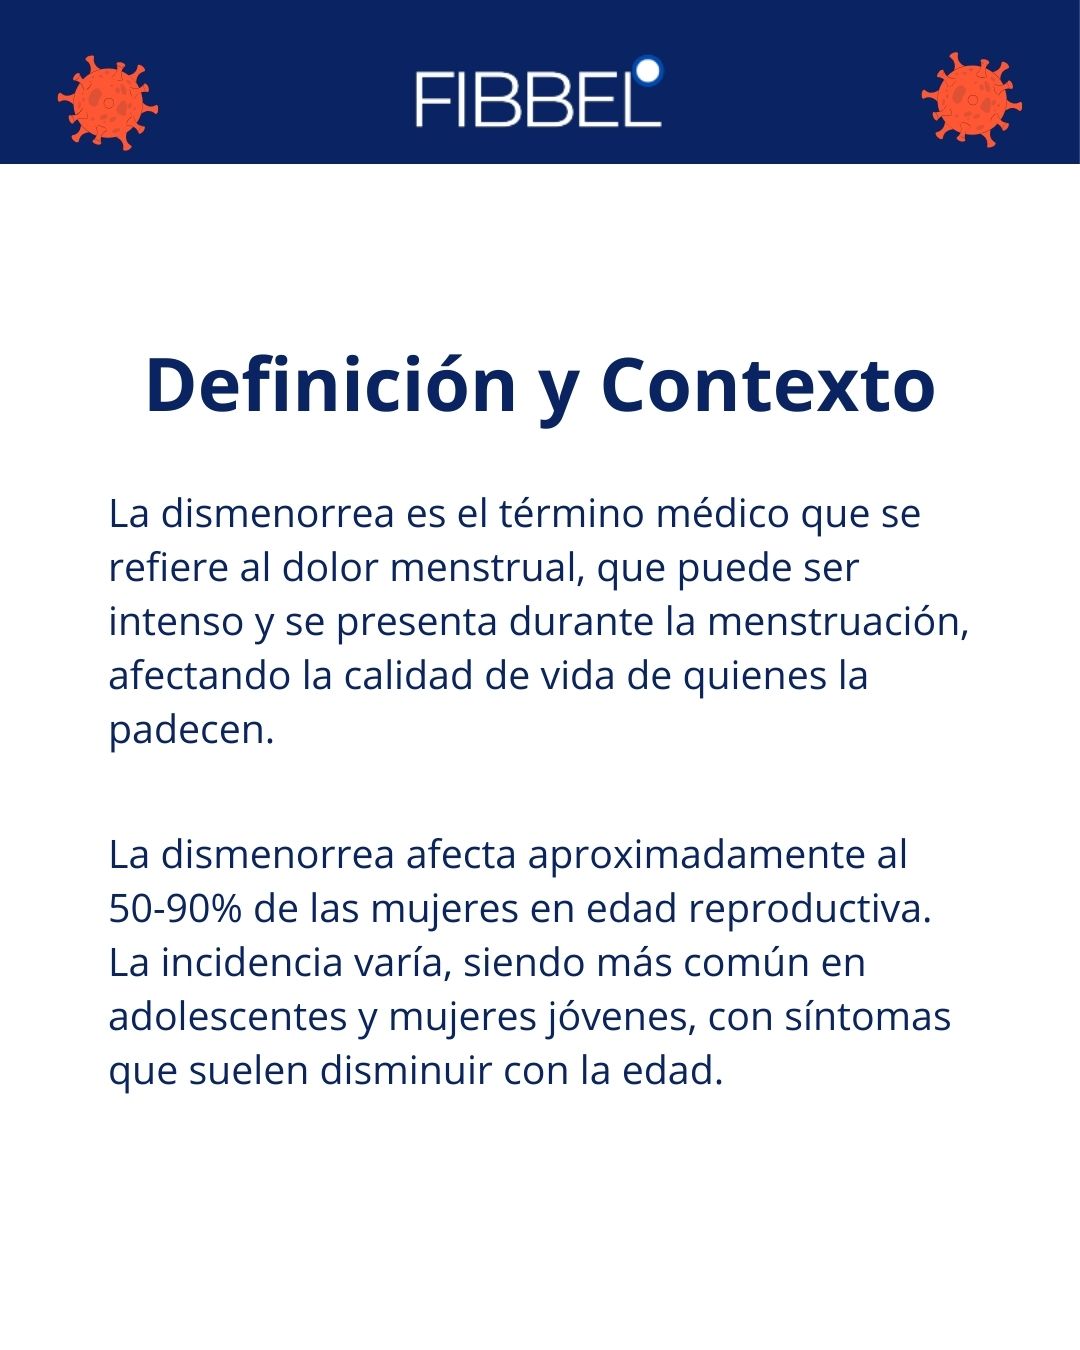 FIBBEL
Definición y Contexto
La dismenorrea es el término médico que se
refiere al dolor menstrual, que puede ser
intenso y se presenta durante la menstruación,
afectando la calidad de vida de quienes la
padecen.
La dismenorrea afecta aproximadamente al
50-90% de las mujeres en edad reproductiva.
La incidencia varía, siendo más común en
adolescentes y mujeres jóvenes, con síntomas
que suelen disminuir con la edad.